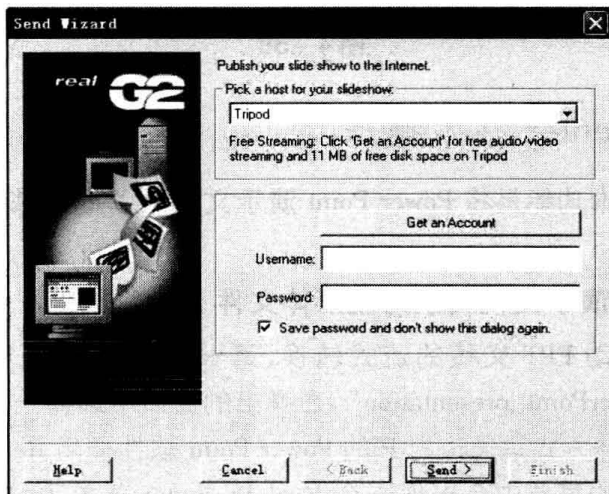 Send Wizard
real
G2
Publish your slide show to the Internet.
Pick a host for your slideshow:
Tripod
Free Streaming: Click 'Get an Account' for free audio/video
streaming and 11 MB of free disk space on Tripod
Get an Account
Username:
Password:
Save password and don't show this dialog again.
Help
Cancel
< Back
Send >
Finish